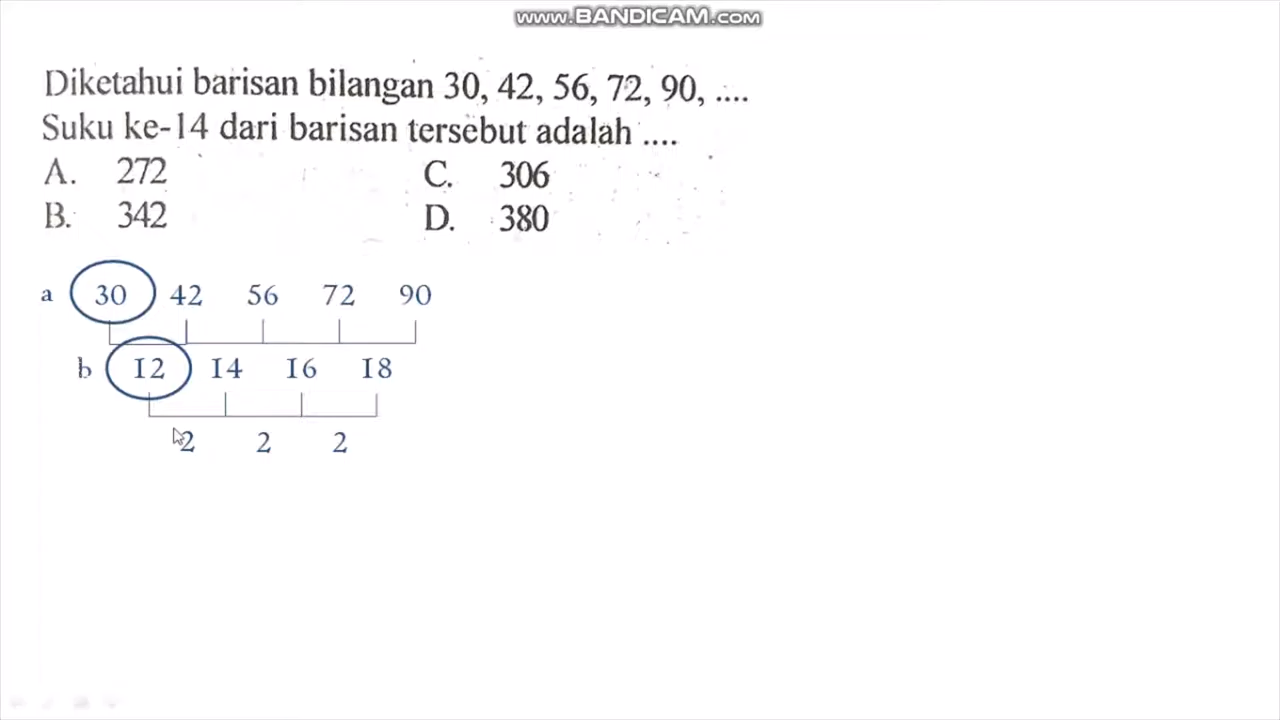 www.BANDICAM.com
Diketahui barisan bilangan 30, 42, 56, 72, 90, ....
Suku ke-14 dari barisan tersebut adalah ....
A. 272 C. 306
B. 342 D. 380
a 30 42 56 72 90
b 12 14 16 18
2 2 2